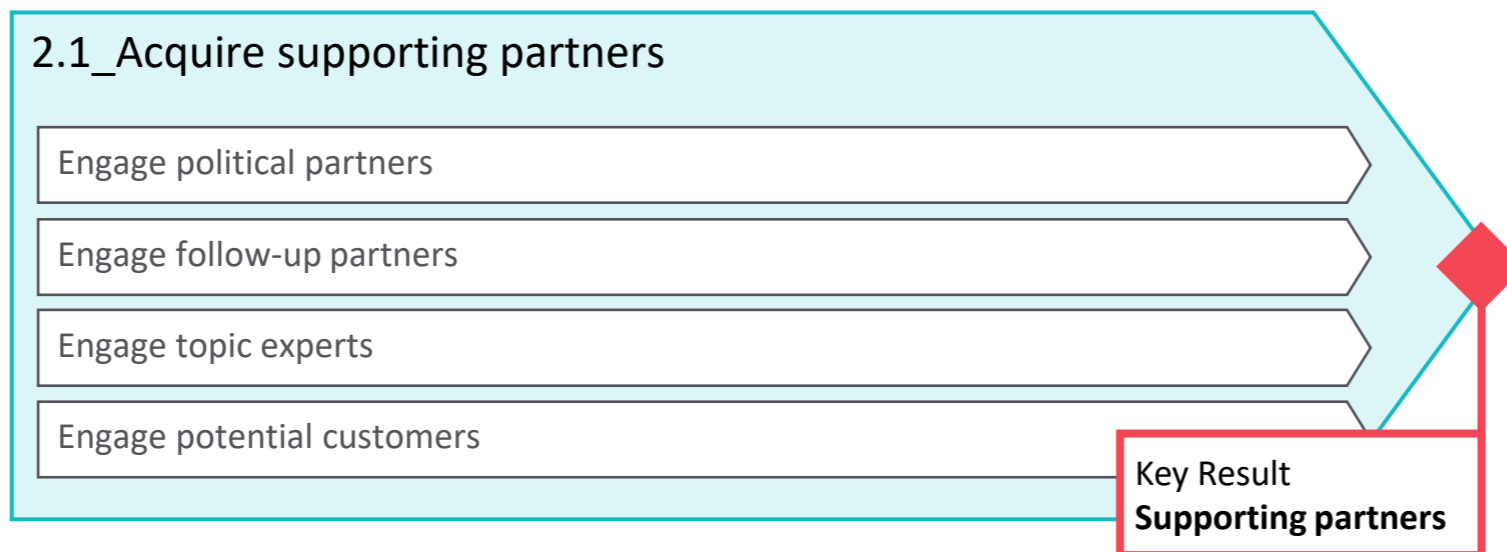 2.1_Acquire supporting partners
Engage political partners
Engage follow-up partners
Engage topic experts
Engage potential customers
Key Result
Supporting partners